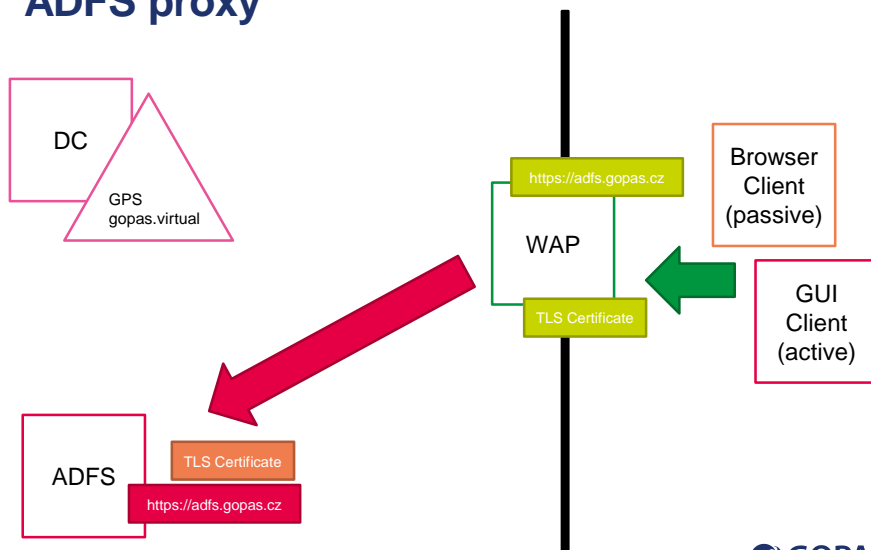 ADFS proxy
DC
GPS
gopas.virtual
https://adfs.gopas.cz
WAP
TLS Certificate
Browser
Client
(passive)
GUI
Client
(active)
ADFS
TLS Certificate
https://adfs.gopas.cz